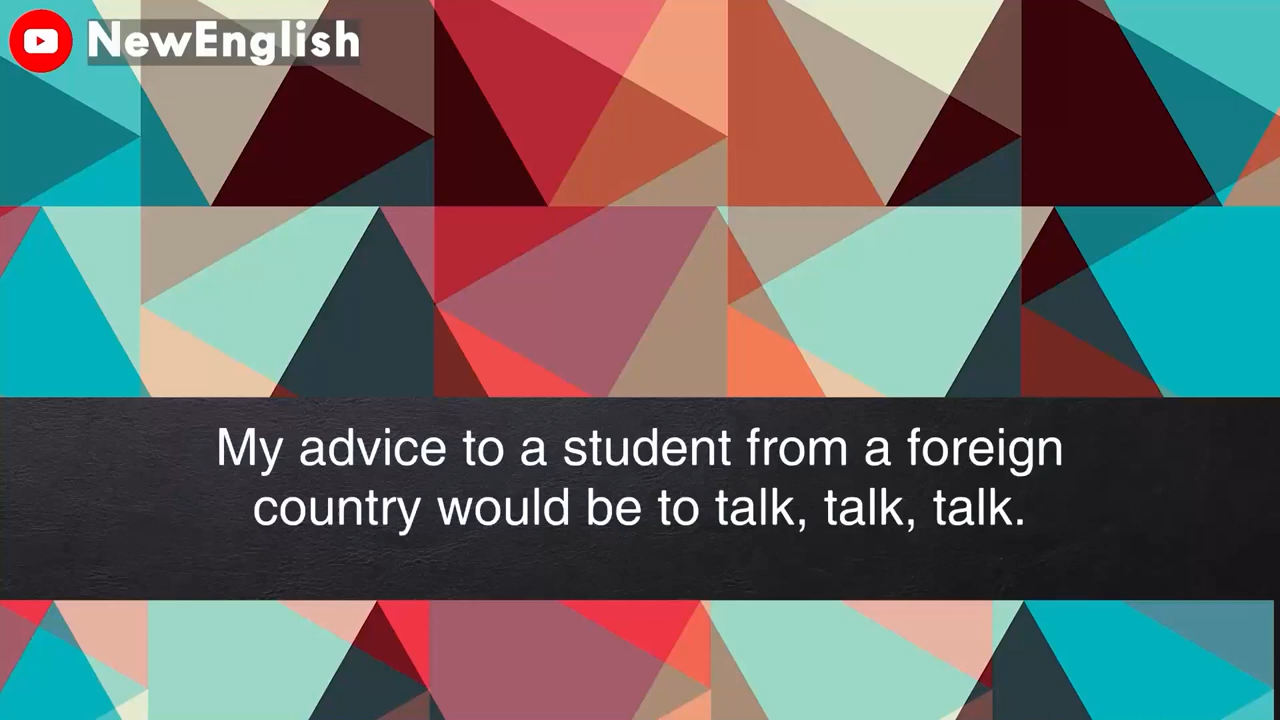 NewEnglish
My advice to a student from a foreign
country would be to talk, talk, talk.